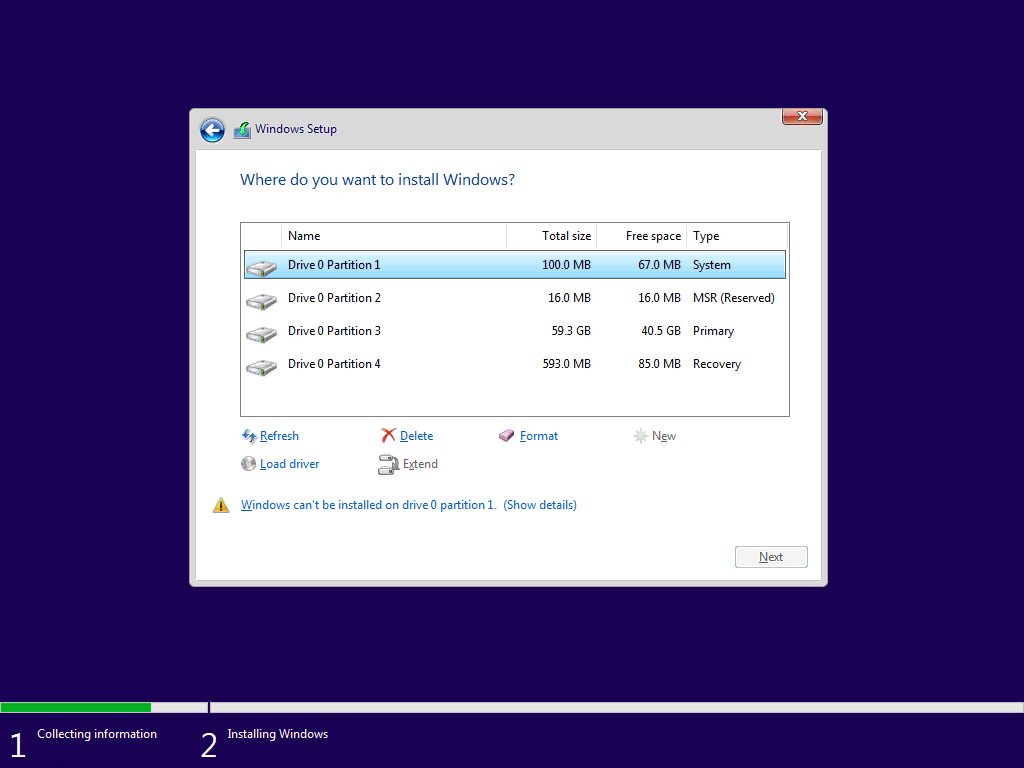 Windows Setup
Where do you want to install Windows?
Name Total size Free space Type
Drive 0 Partition 1 100.0 MB 67.0 MB System
Drive 0 Partition 2 16.0 MB 16.0 MB MSR (Reserved)
Drive 0 Partition 3 59.3 GB 40.5 GB Primary
Drive 0 Partition 4 593.0 MB 85.0 MB Recovery
Refresh Delete Format New
Load driver Extend
Windows can't be installed on drive 0 partition 1. (Show details)
Next
1 Collecting information 2 Installing Windows